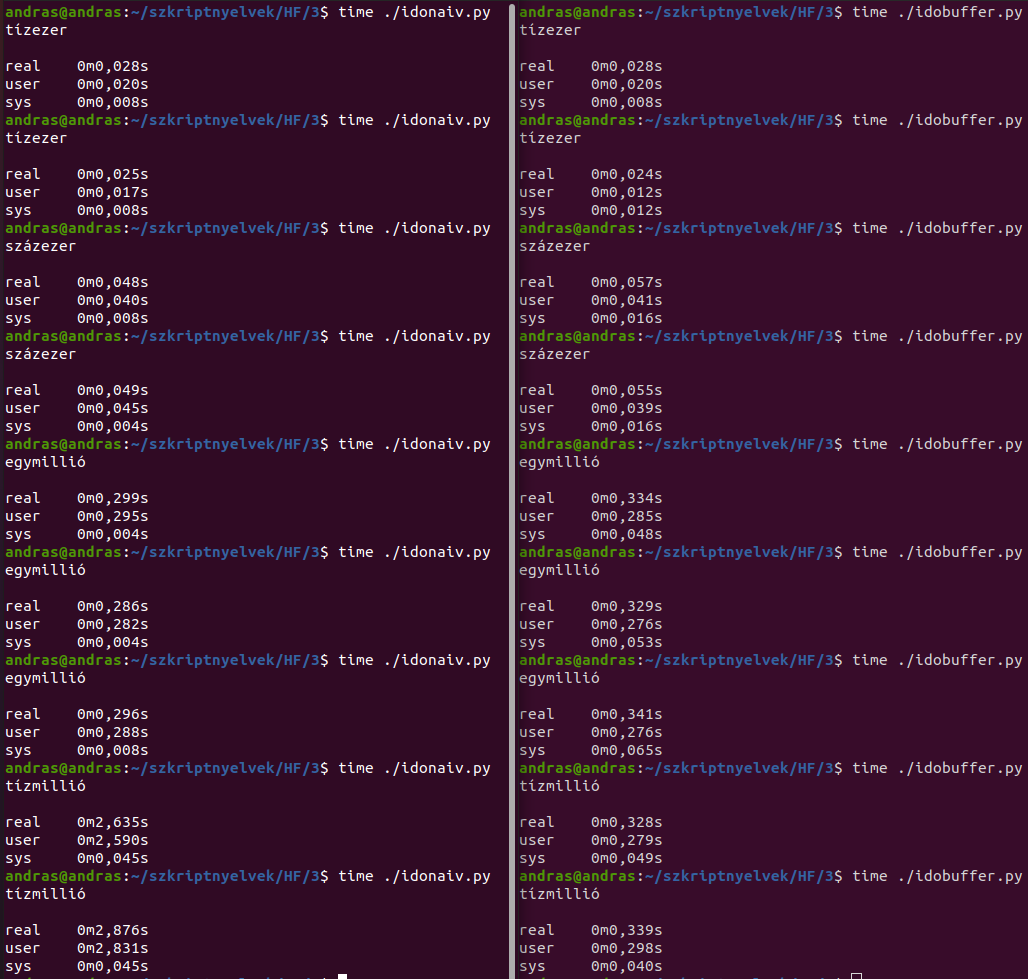 andras@andras:~/szkriptnyelvek/HF/3$ time ./idonaiv.py
tízezer
real 0m0,028s
user 0m0,020s
sys 0m0,008s
andras@andras:~/szkriptnyelvek/HF/3$ time ./idonaiv.py
tízezer
real 0m0,025s
user 0m0,017s
sys 0m0,008s
andras@andras:~/szkriptnyelvek/HF/3$ time ./idonaiv.py
százezer
real 0m0,048s
user 0m0,040s
sys 0m0,008s
andras@andras:~/szkriptnyelvek/HF/3$ time ./idonaiv.py
százezer
real 0m0,049s
user 0m0,045s
sys 0m0,004s
andras@andras:~/szkriptnyelvek/HF/3$ time ./idonaiv.py
egymillió
real 0m0,299s
user 0m0,295s
sys 0m0,004s
andras@andras:~/szkriptnyelvek/HF/3$ time ./idonaiv.py
egymillió
real 0m0,286s
user 0m0,282s
sys 0m0,004s
andras@andras:~/szkriptnyelvek/HF/3$ time ./idonaiv.py
egymillió
real 0m0,296s
user 0m0,288s
sys 0m0,008s
andras@andras:~/szkriptnyelvek/HF/3$ time ./idonaiv.py
tízmillió
real 0m2,635s
user 0m2,590s
sys 0m0,045s
andras@andras:~/szkriptnyelvek/HF/3$ time ./idonaiv.py
tízmillió
real 0m2,876s
user 0m2,831s
sys 0m0,045s
andras@andras:~/szkriptnyelvek/HF/3$ time ./idobuffer.py
tízezer
real 0m0,028s
user 0m0,020s
sys 0m0,008s
andras@andras:~/szkriptnyelvek/HF/3$ time ./idobuffer.py
tízezer
real 0m0,024s
user 0m0,012s
sys 0m0,012s
andras@andras:~/szkriptnyelvek/HF/3$ time ./idobuffer.py
százezer
real 0m0,057s
user 0m0,041s
sys 0m0,016s
andras@andras:~/szkriptnyelvek/HF/3$ time ./idobuffer.py
százezer
real 0m0,055s
user 0m0,039s
sys 0m0,016s
andras@andras:~/szkriptnyelvek/HF/3$ time ./idobuffer.py
egymillió
real 0m0,334s
user 0m0,285s
sys 0m0,048s
andras@andras:~/szkriptnyelvek/HF/3$ time ./idobuffer.py
egymillió
real 0m0,329s
user 0m0,276s
sys 0m0,053s
andras@andras:~/szkriptnyelvek/HF/3$ time ./idobuffer.py
egymillió
real 0m0,341s
user 0m0,276s
sys 0m0,065s
andras@andras:~/szkriptnyelvek/HF/3$ time ./idobuffer.py
tízmillió
real 0m0,328s
user 0m0,279s
sys 0m0,049s
andras@andras:~/szkriptnyelvek/HF/3$ time ./idobuffer.py
tízmillió
real 0m0,339s
user 0m0,298s
sys 0m0,040s